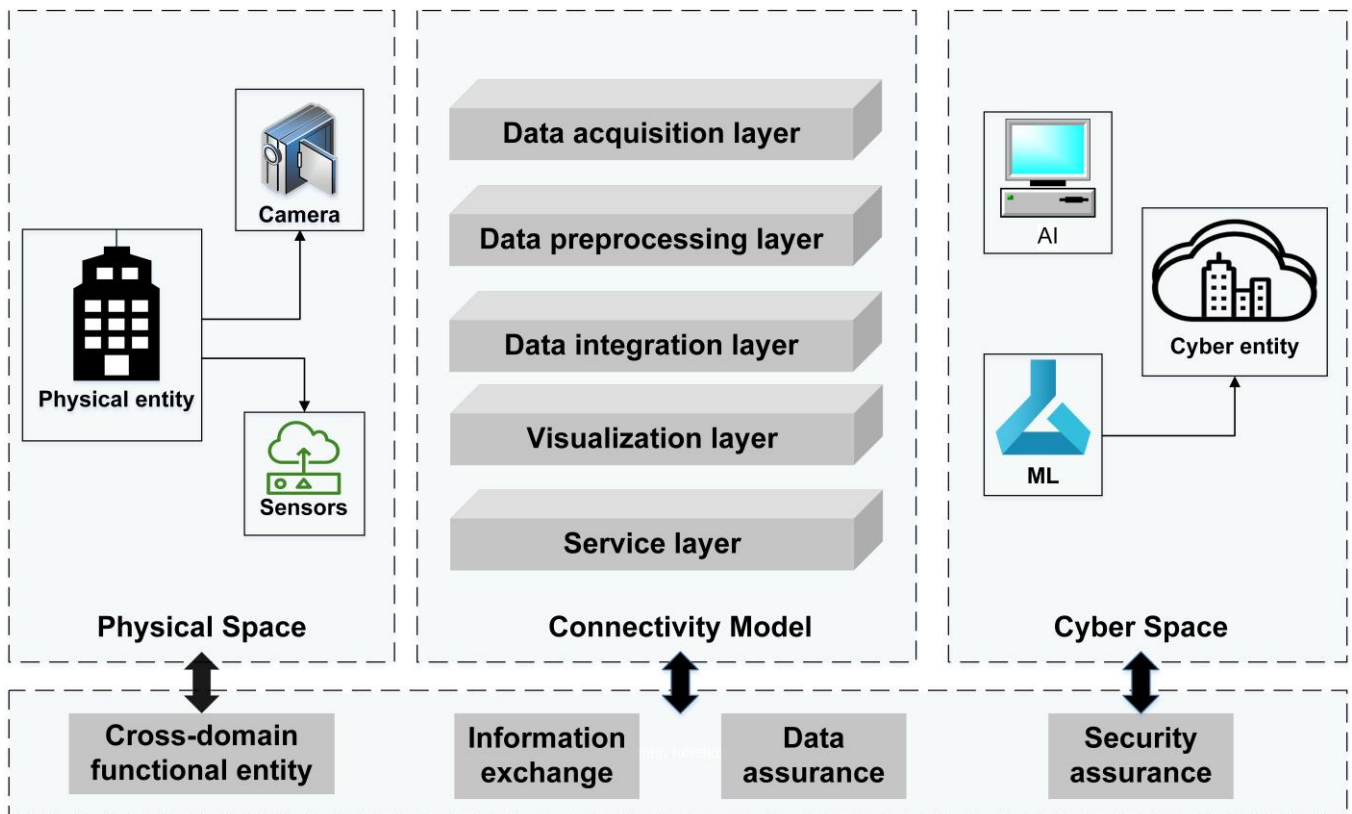 Camera
Physical entity
Sensors
Physical Space
Data acquisition layer
Data preprocessing layer
Data integration layer
Visualization layer
Service layer
Connectivity Model
AI
Cyber entity
ML
Cyber Space
Cross-domain
functional entity
Information
exchange
Data
assurance
Security
assurance